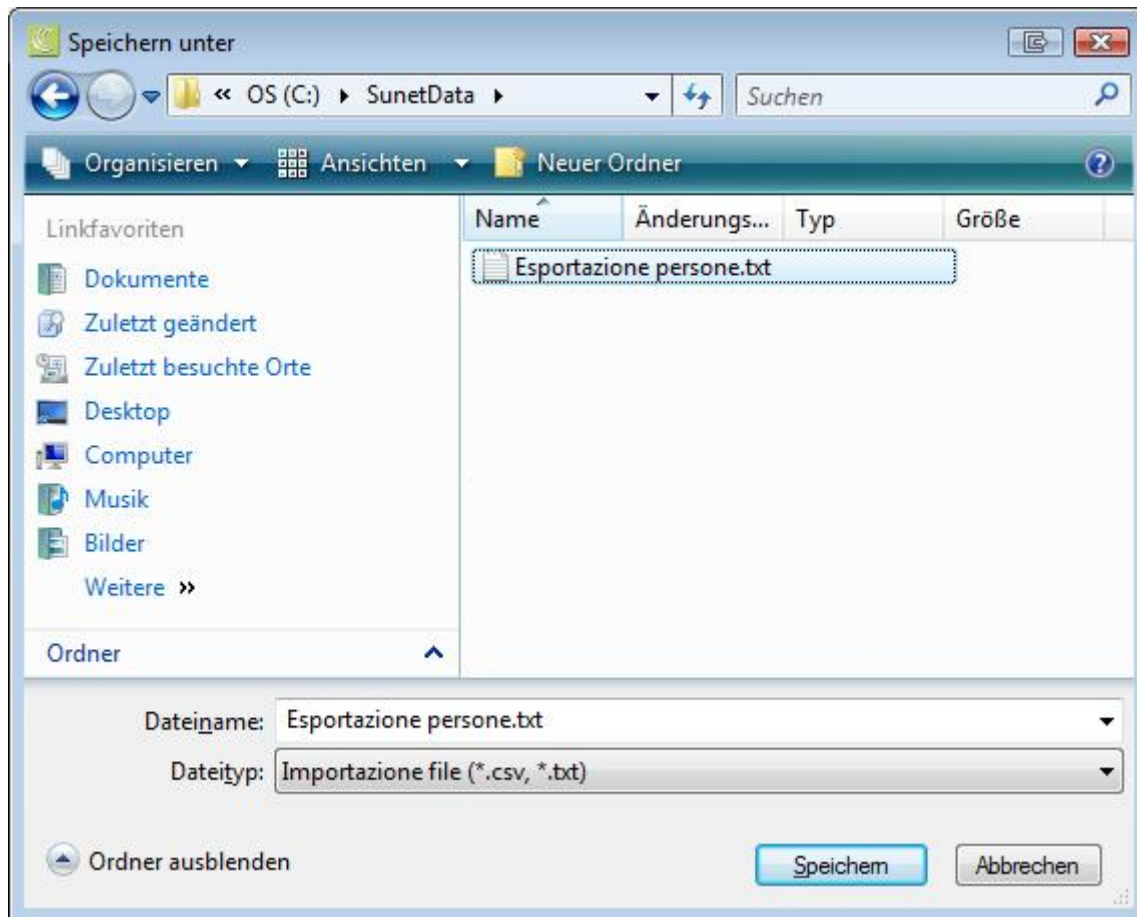 Speichern unter
« OS (C:) SunetData
Suchen
Organisieren Ansichten Neuer Ordner ?
Linkfavoriten
Name Änderungs... Typ Größe
Esportazione persone.txt
Dokumente
Zuletzt geändert
Zuletzt besuchte Orte
Desktop
Computer
Musik
Bilder
Weitere »
Ordner
Dateiname: Esportazione persone.txt
Dateityp: Importazione file (*.csv, *.txt)
Ordner ausblenden
Speichern Abbrechen